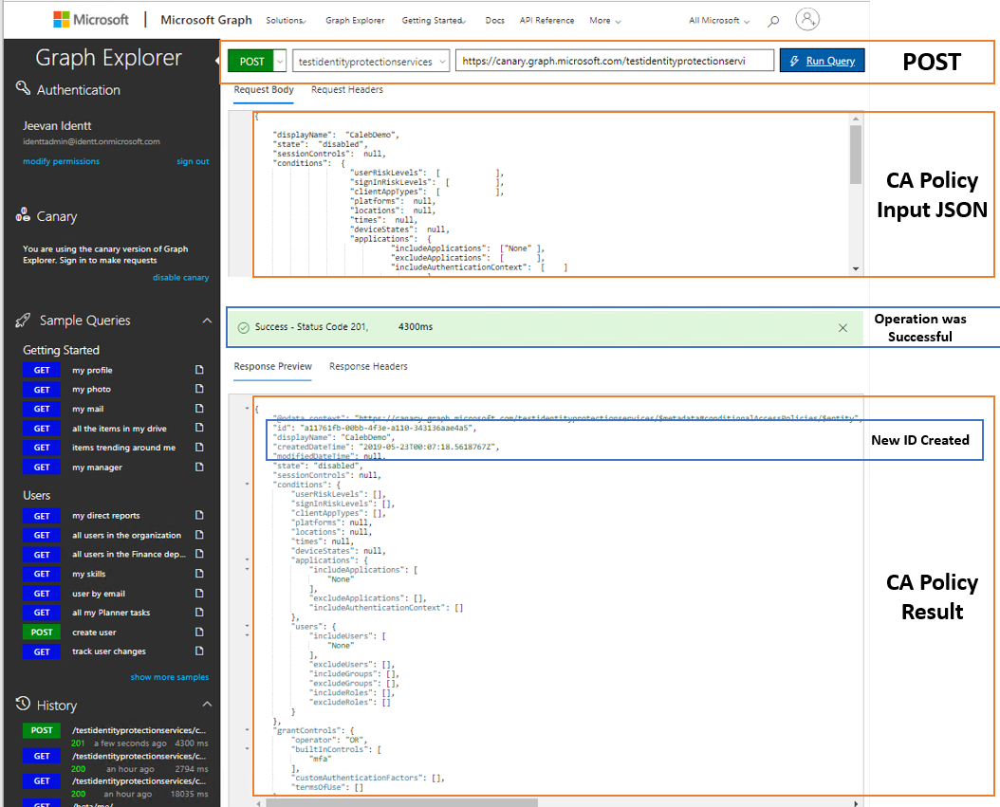 Microsoft | Microsoft Graph Solutions Graph Explorer Getting Started Docs API Reference More All Microsoft
Graph Explorer
Authentication
Jeevan Identt
identtadmin@identt.onmicrosoft.com
modify permissions sign out
Canary
You are using the canary version of Graph
Explorer. Sign in to make requests
disable canary
Sample Queries
Getting Started
GET my profile
GET my photo
GET my mail
GET all the items in my drive
GET items trending around me
GET my manager
Users
GET my direct reports
GET all users in the organization
GET all users in the Finance dep...
GET my skills
GET user by email
GET all my Planner tasks
POST create user
GET track user changes
show more samples
History
POST /testidentityprotectionservices/c...
201 a few seconds ago 4300 ms
GET /testidentityprotectionservices/c...
200 an hour ago 2794 ms
GET /testidentityprotectionservices/c...
200 an hour ago 18035 ms
GET /beta/me/
POST testidentityprotectionservices https://canary.graph.microsoft.com/testidentityprotectionservi Run Query
POST
Request Body Request Headers
{
"displayName": "CalebDemo",
"state": "disabled",
"sessionControls": null,
"conditions": {
"userRiskLevels": [ ],
"signInRiskLevels": [ ],
"clientAppTypes": [ ],
"platforms": null,
"locations": null,
"times": null,
"deviceStates": null,
"applications": {
"includeApplications": ["None" ],
"excludeApplications": [ ],
"includeAuthenticationContext": [ ]
CA Policy
Input JSON
Success - Status Code 201, 4300ms
Operation was
Successful
Response Preview Response Headers
{
"@odata.context": "https://canary.graph.microsoft.com/testidentityprotectionservices/$metadata#conditionalAccessPolicies/$entity",
"id": "a11761fb-00bb-4f3e-a110-343136aae4a5",
"displayName": "CalebDemo",
"createdDateTime": "2019-05-23T00:07:18.5618767Z",
"modifiedDateTime": null,
"state": "disabled",
"sessionControls": null,
"conditions": {
"userRiskLevels": [],
"signInRiskLevels": [],
"clientAppTypes": [],
"platforms": null,
"locations": null,
"times": null,
"deviceStates": null,
"applications": {
"includeApplications": [
"None"
],
"excludeApplications": [],
"includeAuthenticationContext": []
},
"users": {
"includeUsers": [
"None"
],
"excludeUsers": [],
"includeGroups": [],
"excludeGroups": [],
"includeRoles": [],
"excludeRoles": []
}
},
"grantControls": {
"operator": "OR",
"builtInControls": [
"mfa"
],
"customAuthenticationFactors": [],
"termsOfUse": []
New ID Created
CA Policy
Result